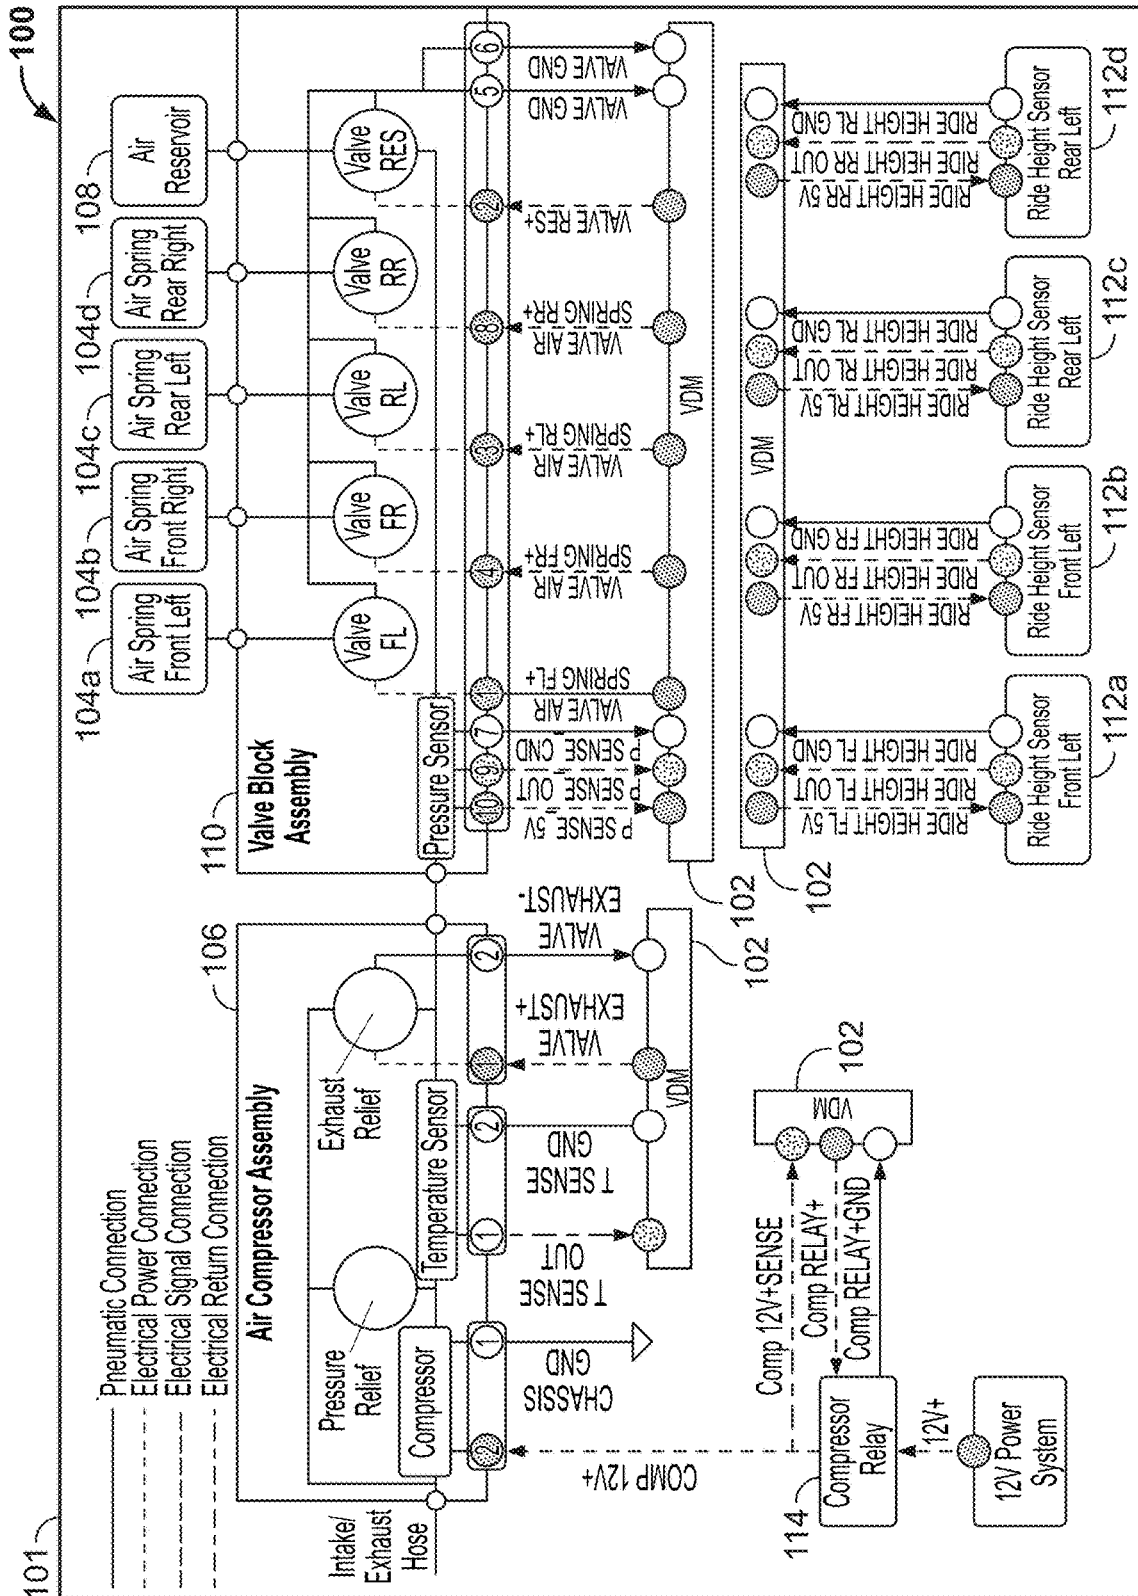 100
101
Pneumatic Connection
Electrical Power Connection
Electrical Signal Connection
Electrical Return Connection
104a
Air Spring
Front Left
104b
Air Spring
Front Right
104c
Air Spring
Rear Left
104d
Air Spring
Rear Right
108
Air
Reservoir
106
Air Compressor Assembly
Intake/
Exhaust
Hose
Pressure
Relief
Exhaust
Relief
Compressor
Temperature Sensor
2
1
1
2
1
2
COMP 12V+
CHASSIS
GND
T SENSE
OUT
T SENSE
GND
VALVE
EXHAUST+
VALVE
EXHAUST-
VDM
102
110
Valve Block
Assembly
Pressure Sensor
Valve
FL
Valve
FR
Valve
RL
Valve
RR
Valve
RES
10
9
7
1
4
3
8
2
5
6
P SENSE_5V
P SENSE_OUT
P SENSE_GND
VALVE AIR
SPRING FL+
VALVE AIR
SPRING FR+
VALVE AIR
SPRING RL+
VALVE AIR
SPRING RR+
VALVE RES+
VALVE GND
VALVE GND
VDM
102
114
Compressor
Relay
12V+
12V Power
System
Comp 12V+SENSE
Comp RELAY+
Comp RELAY+GND
VDM
102
102
VDM
RIDE HEIGHT FL 5V
RIDE HEIGHT FL OUT
RIDE HEIGHT FL GND
Ride Height Sensor
Front Left
112a
RIDE HEIGHT FR 5V
RIDE HEIGHT FR OUT
RIDE HEIGHT FR GND
Ride Height Sensor
Front Left
112b
RIDE HEIGHT RL 5V
RIDE HEIGHT RL OUT
RIDE HEIGHT RL GND
Ride Height Sensor
Rear Left
112c
RIDE HEIGHT RR 5V
RIDE HEIGHT RR OUT
RIDE HEIGHT RL GND
Ride Height Sensor
Rear Left
112d